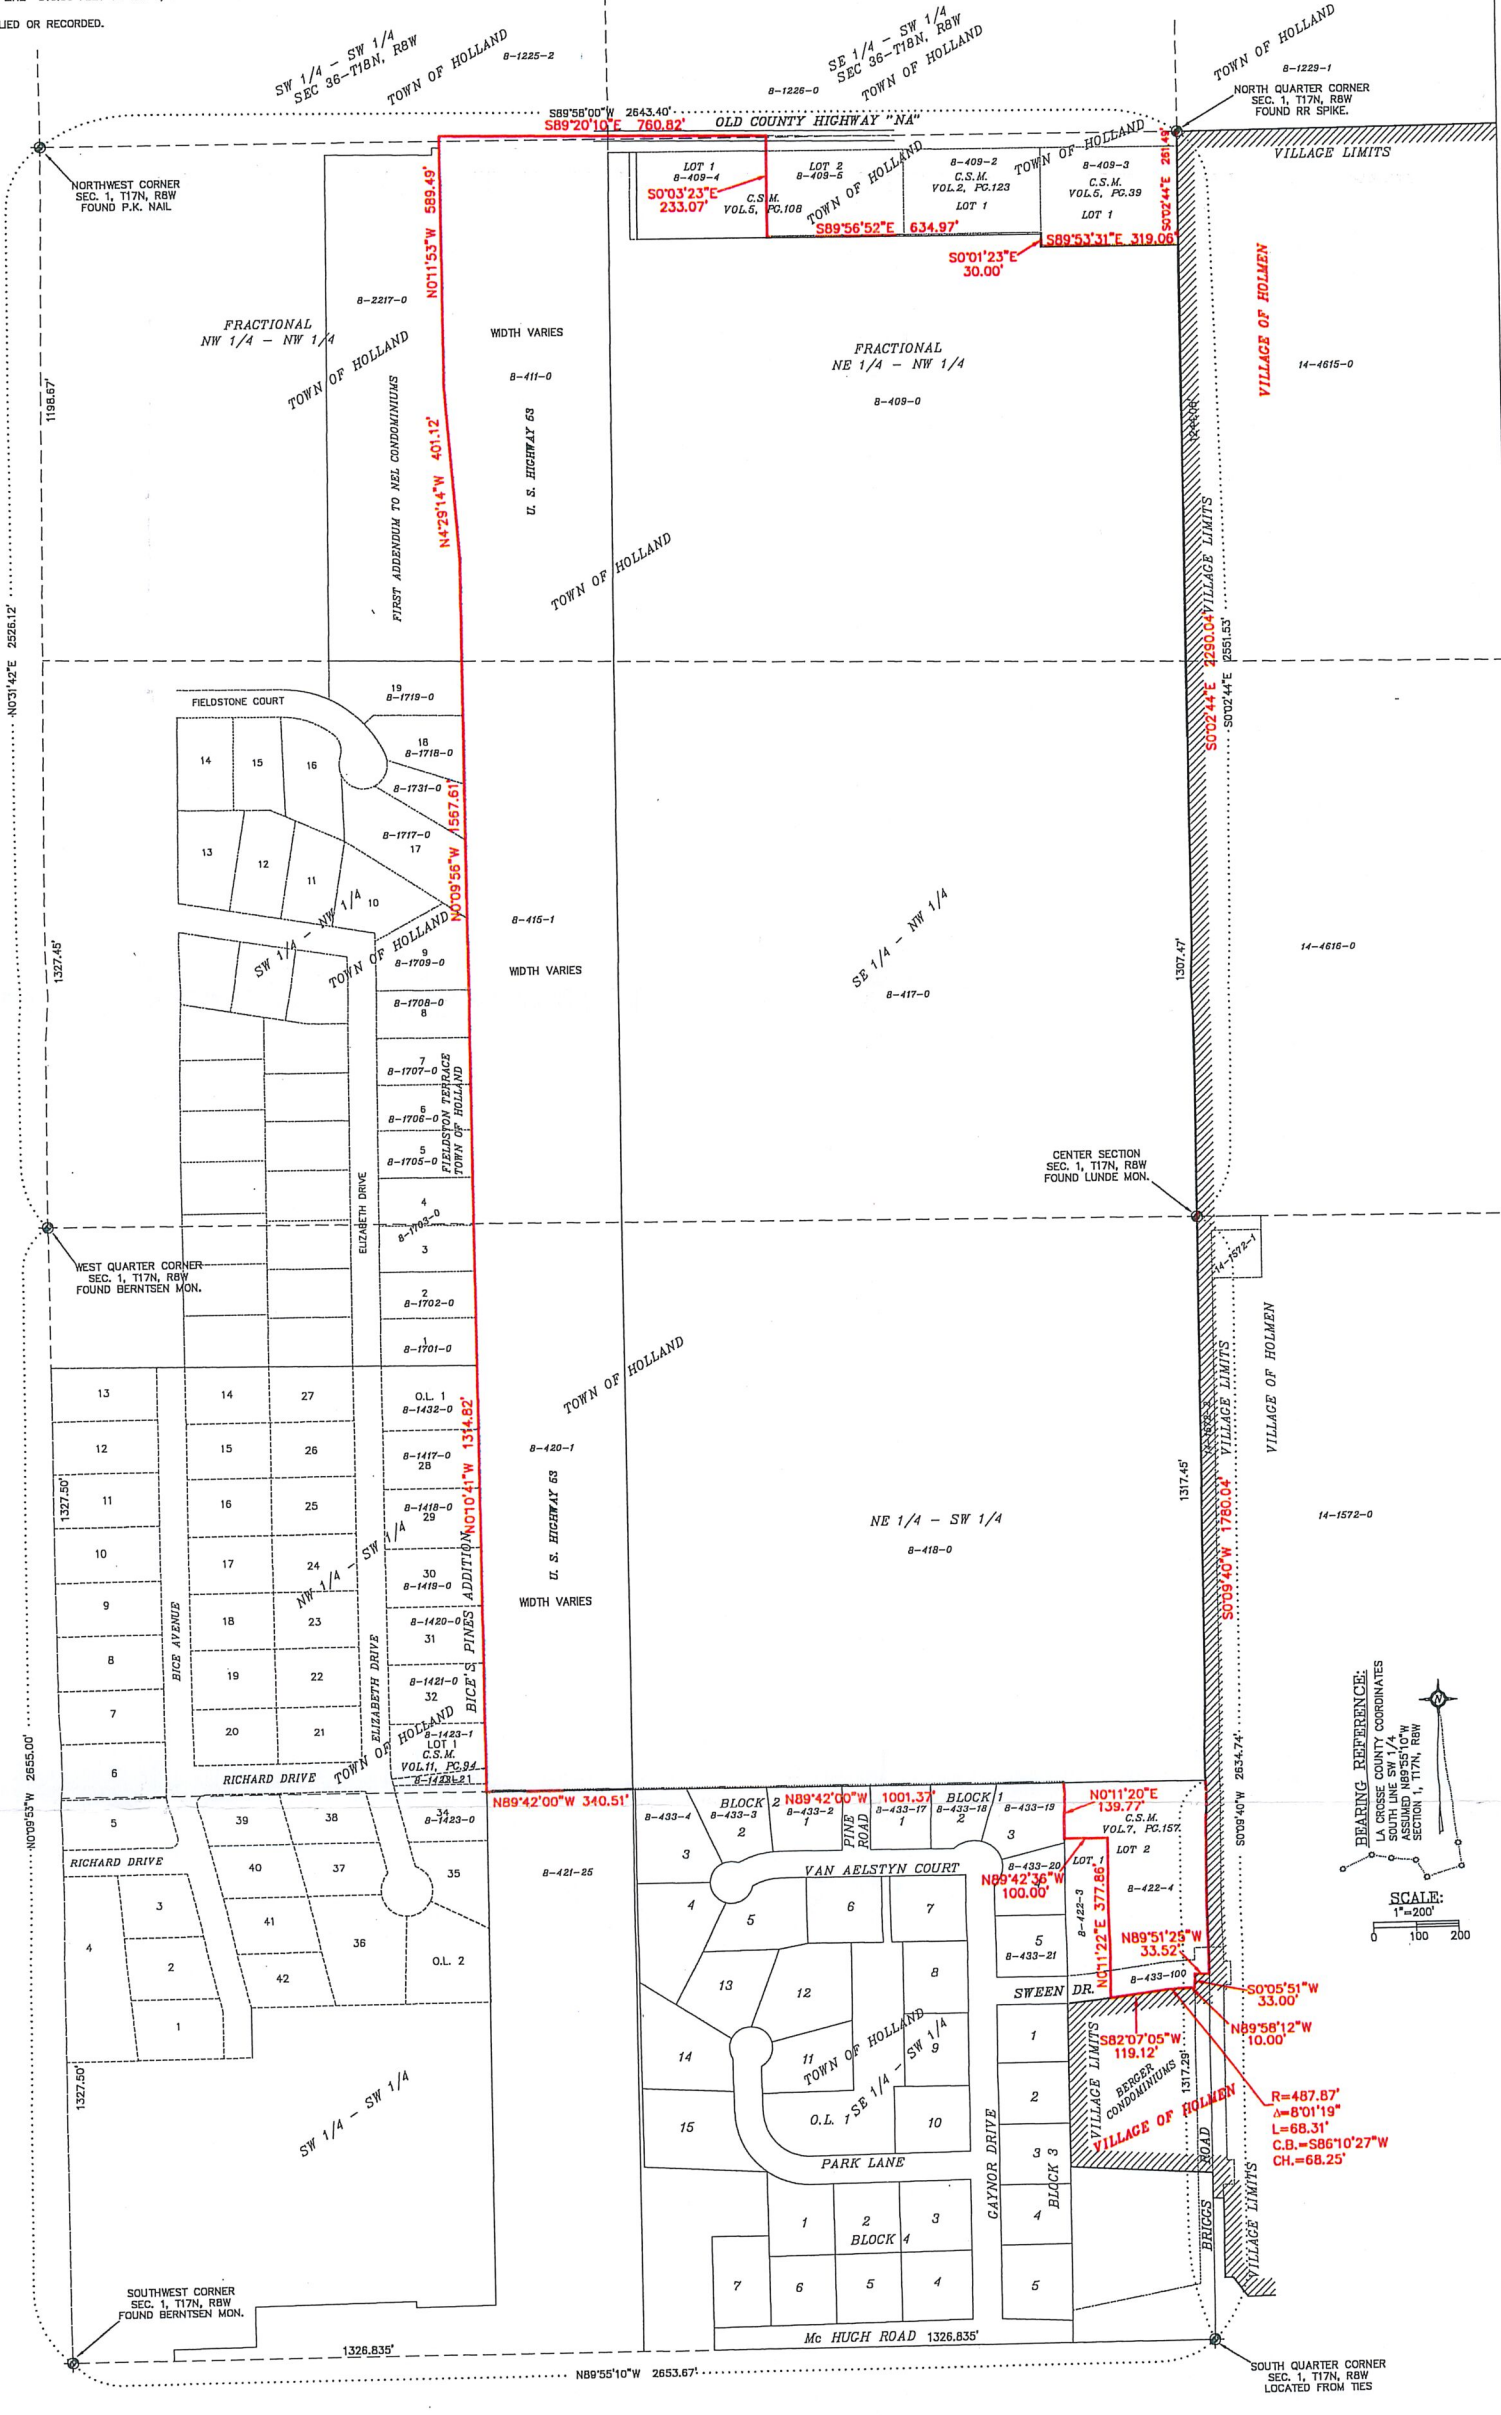 LIED OR RECORDED.
SW 1/4 - SW 1/4
SEC 36-T18N, R8W
TOWN OF HOLLAND
8-1225-2
SE 1/4 - SW 1/4
SEC 36-T18N, R8W
TOWN OF HOLLAND
8-1226-0
TOWN OF HOLLAND
8-1229-1
NORTH QUARTER CORNER
SEC. 1, T17N, R8W
FOUND RR SPIKE.
S89°58'00"W 2643.40'
S89°20'10"E 760.82'
OLD COUNTY HIGHWAY "NA"
VILLAGE LIMITS
NORTHWEST CORNER
SEC. 1, T17N, R8W
FOUND P.K. NAIL
LOT 1
8-409-4
LOT 2
8-409-5
C.S.M.
VOL.5, PG.108
TOWN OF HOLLAND
8-409-2
C.S.M.
VOL.2, PG.123
LOT 1
TOWN OF HOLLAND
8-409-3
C.S.M.
VOL.5, PG.39
LOT 1
S0°02'44"E 261.49'
S0°03'23"E
233.07'
S89°56'52"E 634.97'
S89°53'31"E 319.06'
S0°01'23"E
30.00'
N0°11'53"W 589.49'
8-2217-0
FRACTIONAL
NW 1/4 - NW 1/4
TOWN OF HOLLAND
WIDTH VARIES
8-411-0
U. S. HIGHWAY 53
FRACTIONAL
NE 1/4 - NW 1/4
8-409-0
VILLAGE OF HOLMEN
14-4615-0
1198.67'
FIRST ADDENDUM TO NEL CONDOMINIUMS
N4°29'14"W 401.12'
TOWN OF HOLLAND
VILLAGE LIMITS
S0°02'44"E 2290.04'
S0°02'44"E 2551.53'
N0°31'42"E 2526.12'
FIELDSTONE COURT
19
8-1719-0
18
8-1718-0
8-1731-0
8-1717-0
17
14
15
16
13
12
11
10
N0°09'56"W 1567.61'
SW 1/4 - NW 1/4
TOWN OF HOLLAND
9
8-1709-0
8-1708-0
8
7
8-1707-0
6
8-1706-0
5
8-1705-0
4
8-1703-0
3
2
8-1702-0
1
8-1701-0
FIELDSTON TERRACE
TOWN OF HOLLAND
ELIZABETH DRIVE
1327.45'
8-415-1
WIDTH VARIES
SE 1/4 - NW 1/4
8-417-0
1307.47'
14-4616-0
CENTER SECTION
SEC. 1, T17N, R8W
FOUND LUNDE MON.
14-1572-1
WEST QUARTER CORNER
SEC. 1, T17N, R8W
FOUND BERNTSEN MON.
TOWN OF HOLLAND
VILLAGE LIMITS
VILLAGE OF HOLMEN
13
14
27
O.L. 1
8-1432-0
12
15
26
8-1417-0
28
11
16
25
8-1418-0
29
10
17
24
30
8-1419-0
9
18
23
8-1420-0
31
8
19
22
8-1421-0
32
7
20
21
8-1423-1
LOT 1
C.S.M.
VOL.11, PG.94
6
1327.50'
BICE AVENUE
ELIZABETH DRIVE
NW 1/4 - SW 1/4
TOWN OF HOLLAND
BICE'S PINES ADDITION
N0°10'41"W 1314.82'
8-420-1
U. S. HIGHWAY 53
WIDTH VARIES
NE 1/4 - SW 1/4
8-418-0
1317.45'
S0°09'40"W 1780.04'
14-1572-0
S0°09'40"W 2634.74'
N0°09'53"W 2655.00'
BEARING REFERENCE:
LA CROSSE COUNTY COORDINATES
SOUTH LINE SW 1/4
ASSUMED N89°55'10"W
SECTION 1, T17N, R8W
N
SCALE:
1"=200'
0 100 200
RICHARD DRIVE
N89°42'00"W 340.51'
N89°42'00"W 1001.37'
N0°11'20"E
139.77'
5
39
38
34
8-1423-0
RICHARD DRIVE
40
37
35
3
4
41
36
2
42
O.L. 2
1
8-421-25
8-433-4
BLOCK 2
8-433-3
2
8-433-2
1
PINE
ROAD
8-433-17
1
BLOCK 1
8-433-18
2
8-433-19
3
C.S.M.
VOL.7, PG.157
LOT 2
LOT 1
3
VAN AELSTYN COURT
8-433-20
N89°42'36"W
100.00'
8-422-4
8-422-3
4
5
6
7
5
8-433-21
N0°11'22"E 377.86'
N89°51'25"W
33.52'
8-433-100
SWEEN DR.
13
12
8
S0°05'51"W
33.00'
N89°58'12"W
10.00'
S82°07'05"W
119.12'
VILLAGE LIMITS
BERGER
CONDOMINIUMS
VILLAGE OF HOLMEN
1317.29'
R=487.87'
Δ=8°01'19"
L=68.31'
C.B.=S86°10'27"W
CH.=68.25'
14
11
TOWN OF HOLLAND
SE 1/4 - SW 1/4
9
1
2
15
O.L. 1
10
PARK LANE
GAYNOR DRIVE
3
BLOCK 3
4
5
1
2
3
BLOCK 4
7
6
5
4
BRIGGS ROAD
VILLAGE LIMITS
1327.50'
SW 1/4 - SW 1/4
SOUTHWEST CORNER
SEC. 1, T17N, R8W
FOUND BERNTSEN MON.
1326.835'
Mc HUGH ROAD 1326.835'
N89°55'10"W 2653.67'
SOUTH QUARTER CORNER
SEC. 1, T17N, R8W
LOCATED FROM TIES